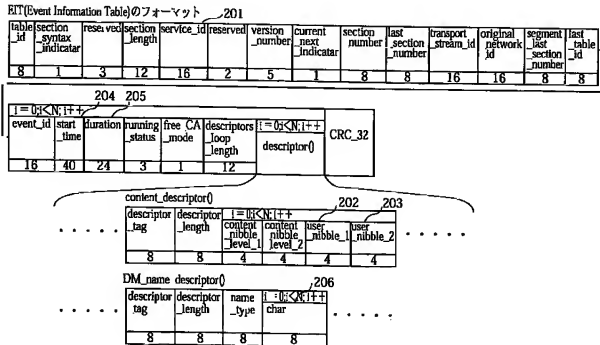 EIT(Event Information Table)のフォーマット 201
table_id section_syntax_indicatar reserved section_length service_id reserved version_number current_next_indicatar section_number last_section_number transport_stream_id original_network_id segment_last_section_number last_table_id
8 1 3 12 16 2 5 1 8 8 16 16 8 8
204 205
i = 0;i<N;i++
event_id start_time duration running_status free_CA_mode descriptors_loop_length i = 0;i<N;i++ descriptor() CRC_32
16 40 24 3 1 12
content_descriptor() 202 203
descriptor_tag descriptor_length i = 0;i<N;i++ content_nibble_level_1 content_nibble_level_2 user_nibble_1 user_nibble_2
8 8 4 4 4 4
DM_name descriptor() 206
descriptor_tag descriptor_length name_type i = 0;i<N;i++ char
8 8 8 8